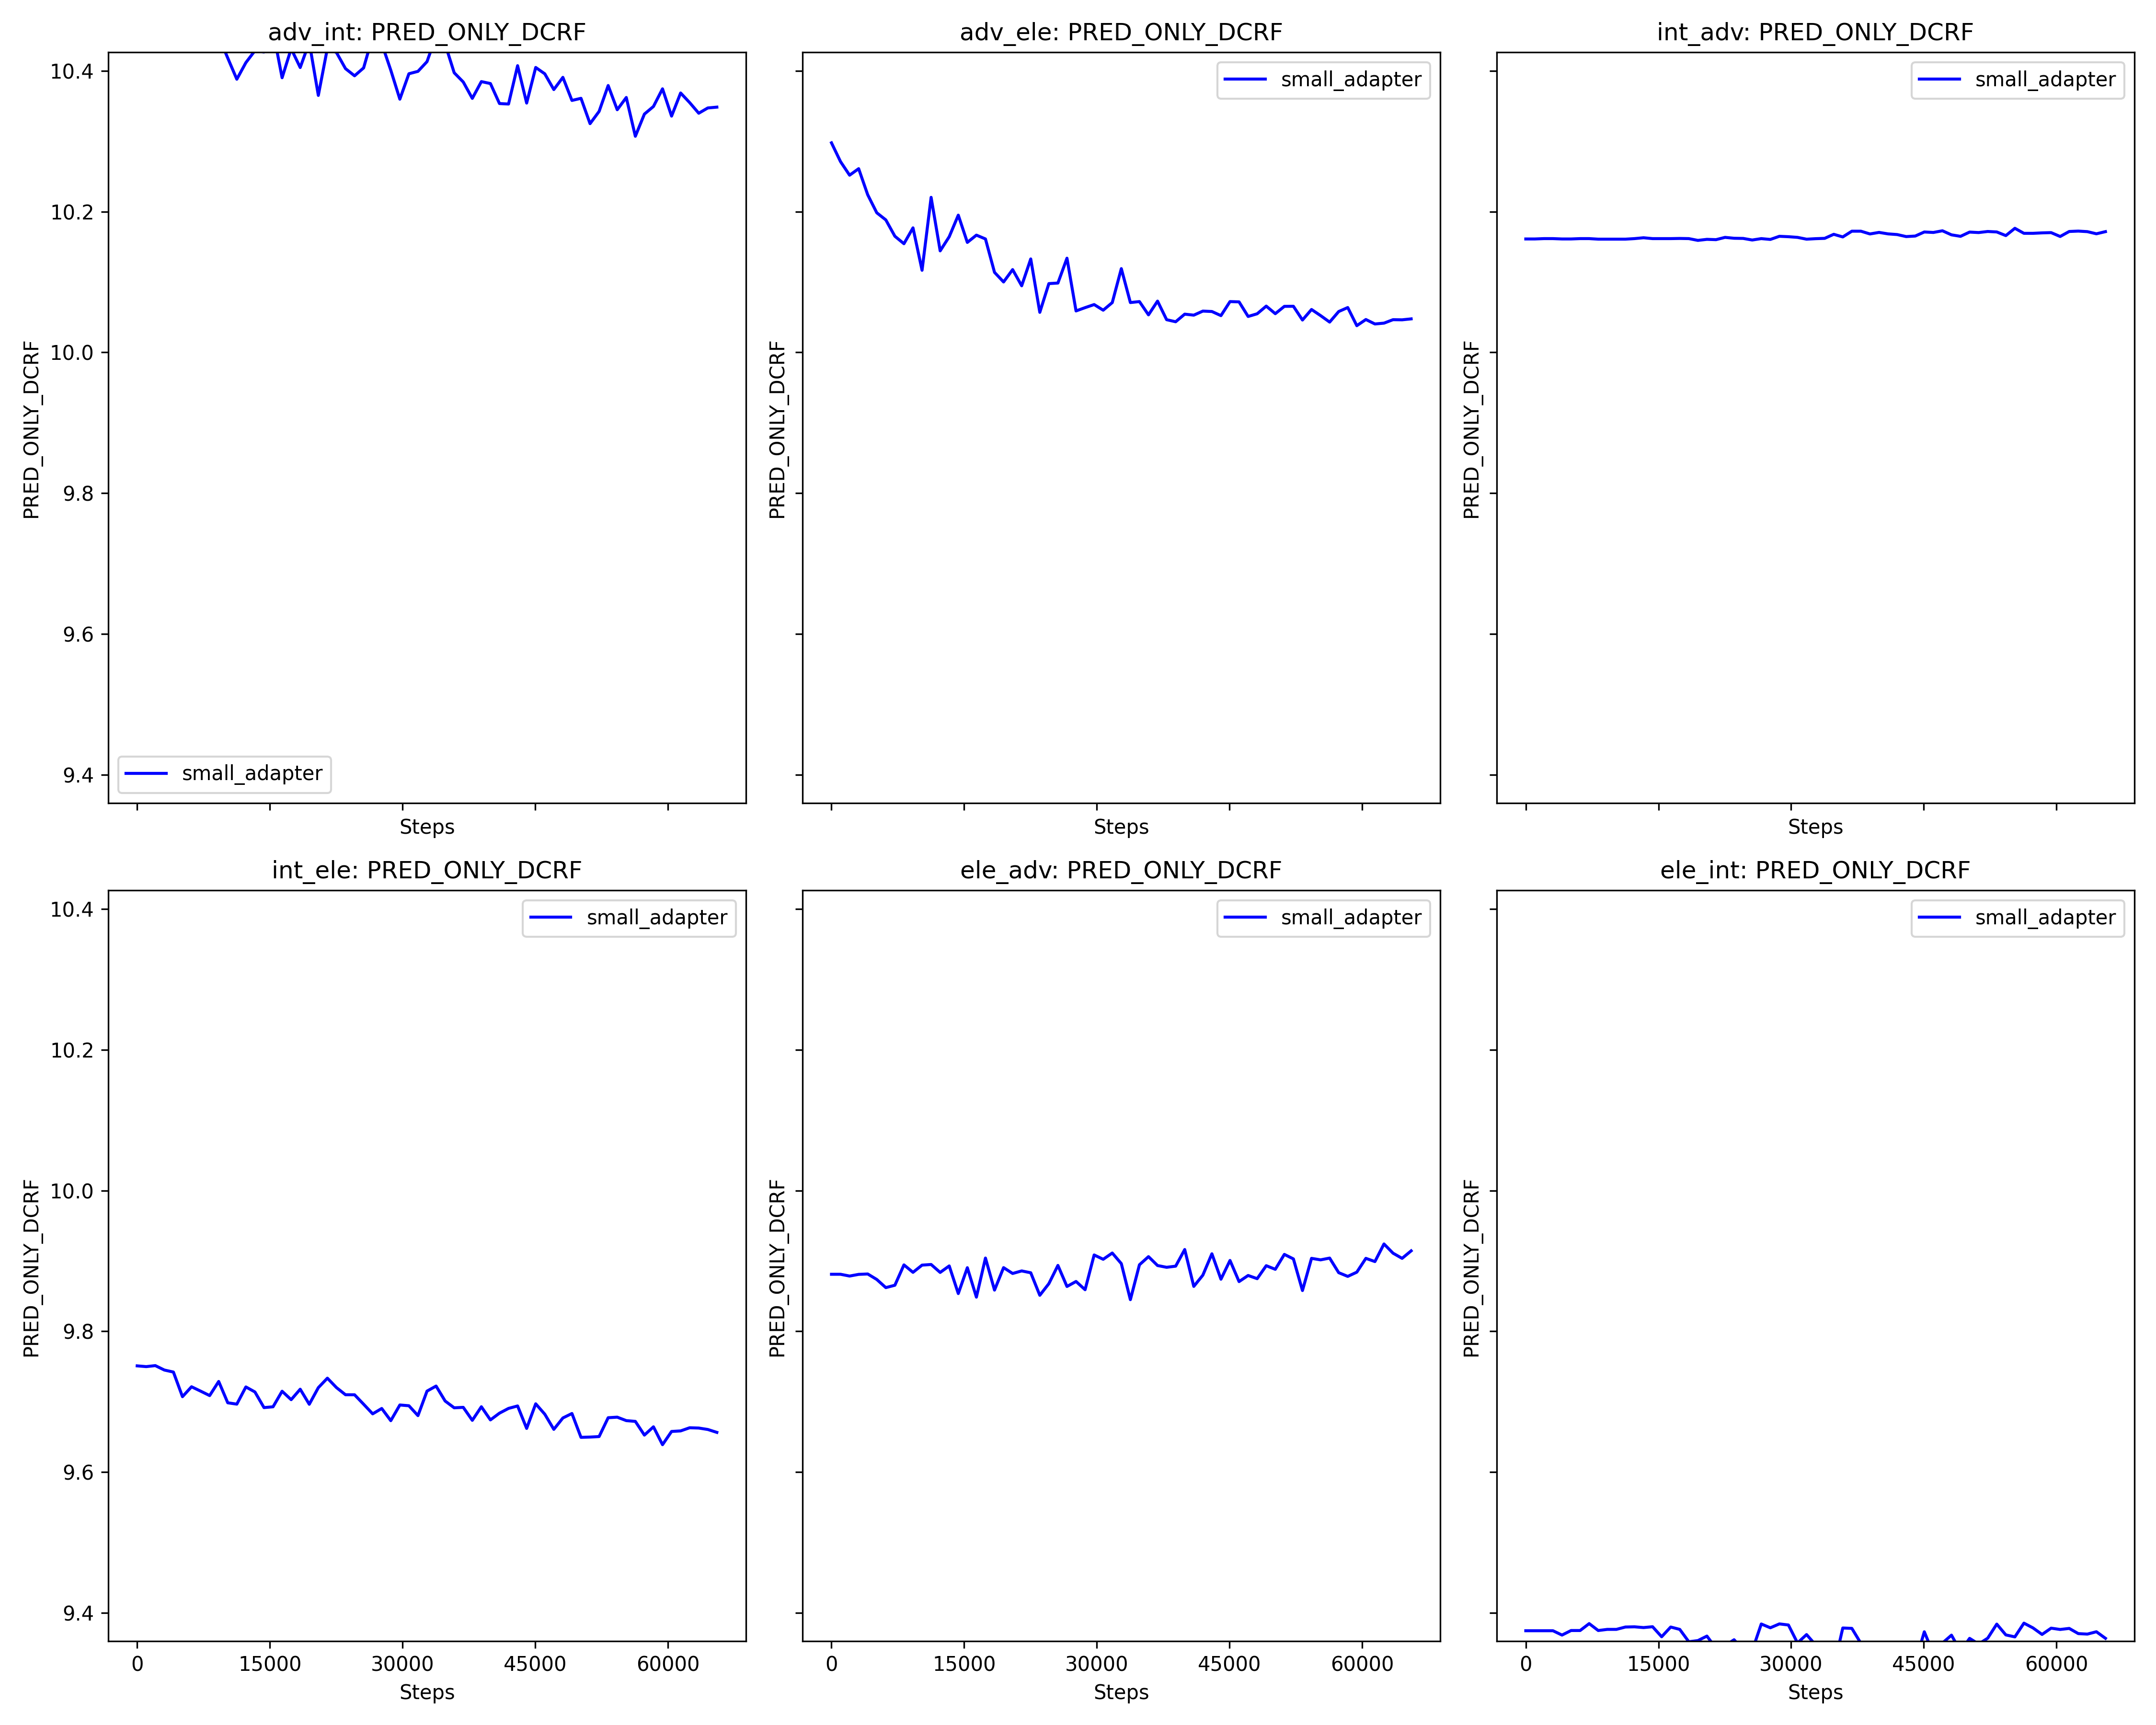 adv_int: PRED_ONLY_DCRF
adv_ele: PRED_ONLY_DCRF
int_adv: PRED_ONLY_DCRF
10.4
10.2
10.0
9.8
9.6
9.4
PRED_ONLY_DCRF
PRED_ONLY_DCRF
PRED_ONLY_DCRF
small_adapter
small_adapter
small_adapter
Steps
Steps
Steps
int_ele: PRED_ONLY_DCRF
ele_adv: PRED_ONLY_DCRF
ele_int: PRED_ONLY_DCRF
10.4
10.2
10.0
9.8
9.6
9.4
PRED_ONLY_DCRF
PRED_ONLY_DCRF
PRED_ONLY_DCRF
small_adapter
small_adapter
small_adapter
0 15000 30000 45000 60000
0 15000 30000 45000 60000
0 15000 30000 45000 60000
Steps
Steps
Steps